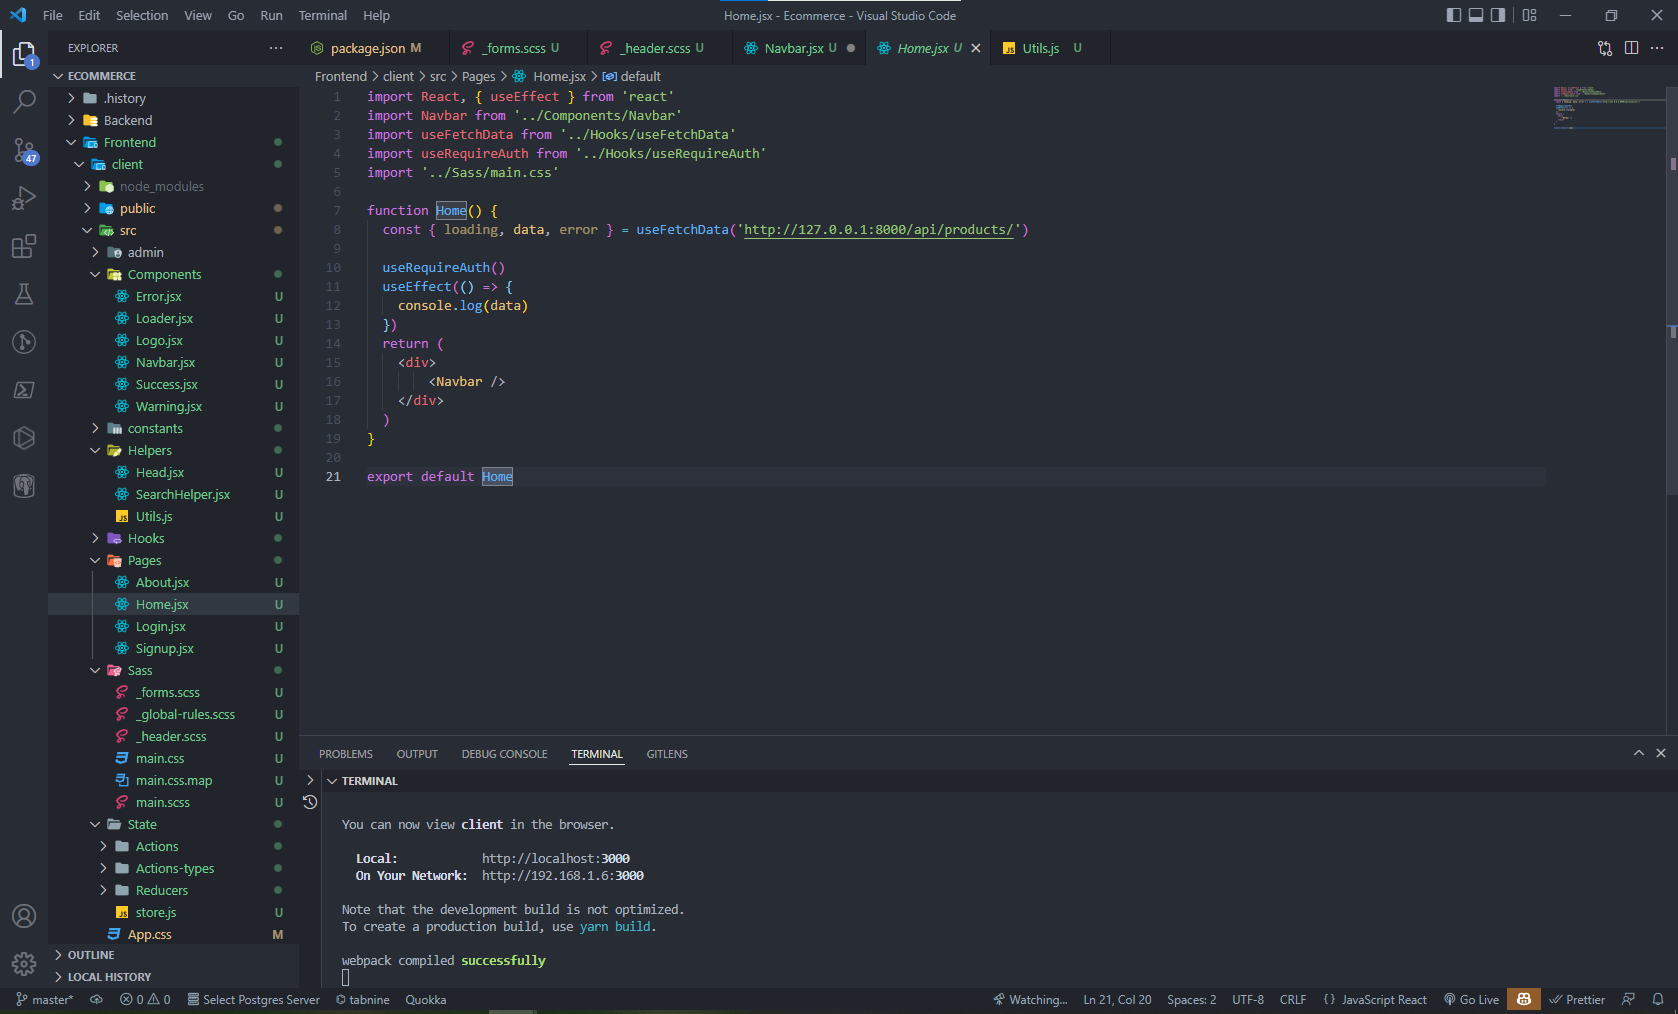 File Edit Selection View Go Run Terminal Help
Home.jsx - Ecommerce - Visual Studio Code
EXPLORER
package.json M
_forms.scss U
_header.scss U
Navbar.jsx U
Home.jsx U
Utils.js U
Frontend > client > src > Pages > Home.jsx > default
ECOMMERCE
.history
Backend
Frontend
client
node_modules
public
src
admin
Components
Error.jsx U
Loader.jsx U
Logo.jsx U
Navbar.jsx U
Success.jsx U
Warning.jsx U
constants
Helpers
Head.jsx U
SearchHelper.jsx U
JS Utils.js U
Hooks
Pages
About.jsx U
Home.jsx U
Login.jsx U
Signup.jsx U
Sass
_forms.scss U
_global-rules.scss U
_header.scss U
main.css U
main.css.map U
main.scss U
State
Actions
Actions-types
Reducers
JS store.js U
App.css M
OUTLINE
LOCAL HISTORY
1
47
1 import React, { useEffect } from 'react'
2 import Navbar from '../Components/Navbar'
3 import useFetchData from '../Hooks/useFetchData'
4 import useRequireAuth from '../Hooks/useRequireAuth'
5 import '../Sass/main.css'
6
7 function Home() {
8 const { loading, data, error } = useFetchData('http://127.0.0.1:8000/api/products/')
9
10 useRequireAuth()
11 useEffect(() => {
12 console.log(data)
13 })
14 return (
15 <div>
16 <Navbar />
17 </div>
18 )
19 }
20
21 export default Home
PROBLEMS OUTPUT DEBUG CONSOLE TERMINAL GITLENS
TERMINAL
You can now view client in the browser.
Local: http://localhost:3000
On Your Network: http://192.168.1.6:3000
Note that the development build is not optimized.
To create a production build, use yarn build.
webpack compiled successfully
master* 0 0 Select Postgres Server tabnine Quokka
Watching... Ln 21, Col 20 Spaces: 2 UTF-8 CRLF {} JavaScript React Go Live Prettier